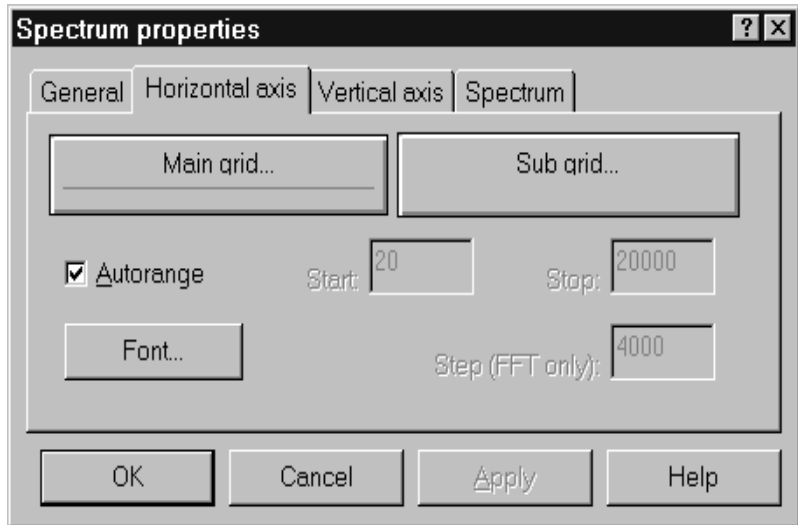 Spectrum properties
General Horizontal axis Vertical axis Spectrum
Main grid... Sub grid...
Autorange Start: 20 Stop: 20000
Font... Step (FFT only): 4000
OK Cancel Apply Help